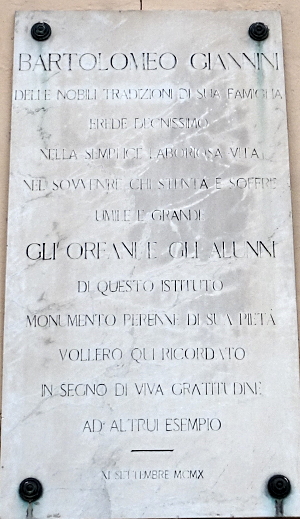 BARTOLOMEO GIANNINI
DELLE NOBILI TRADIZIONI DI SUA FAMIGLIA
EREDE DEGNISSIMO
NELLA SEMPLICE LABORIOSA VITA
NEL SOVVENIRE CHI STENTA E SOFFRE
UMILE E GRANDE
GLI ORFANI E GLI ALUNNI
DI QUESTO ISTITUTO
MONUMENTO PERENNE DI SUA PIETÀ
VOLLERO QUI RICORDATO
IN SEGNO DI VIVA GRATITUDINE
AD ALTRUI ESEMPIO
SETTEMBRE MCMX